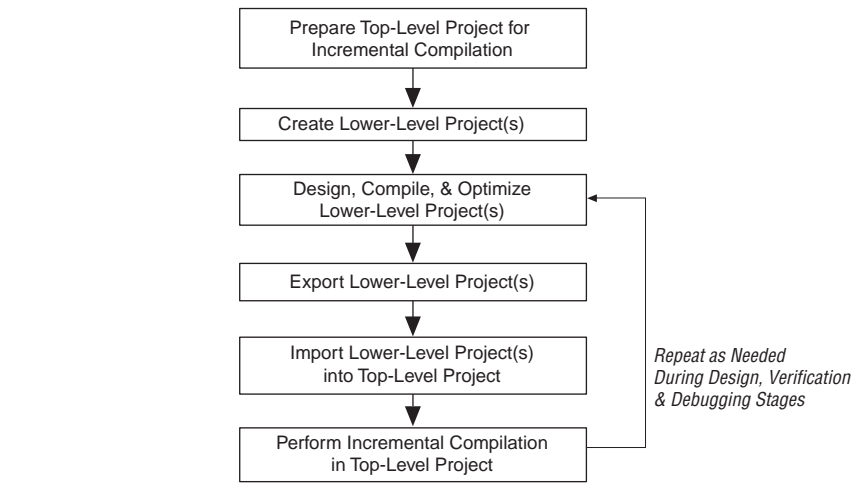 Prepare Top-Level Project for
Incremental Compilation
Create Lower-Level Project(s)
Design, Compile, & Optimize
Lower-Level Project(s)
Export Lower-Level Project(s)
Import Lower-Level Project(s)
into Top-Level Project
Repeat as Needed
During Design, Verification
& Debugging Stages
Perform Incremental Compilation
in Top-Level Project